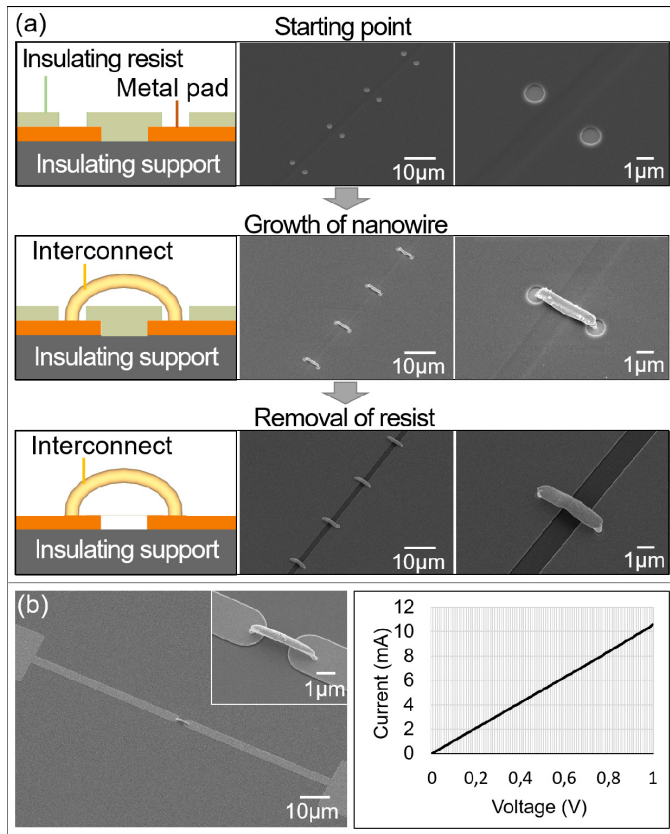 (a)
Starting point
Insulating resist
Metal pad
Insulating support
10µm
1µm
Growth of nanowire
Interconnect
Insulating support
10µm
1µm
Removal of resist
Interconnect
Insulating support
10µm
1µm
(b)
1µm
10µm
12
10
8
6
4
2
0
Current (mA)
0 0,2 0,4 0,6 0,8 1
Voltage (V)